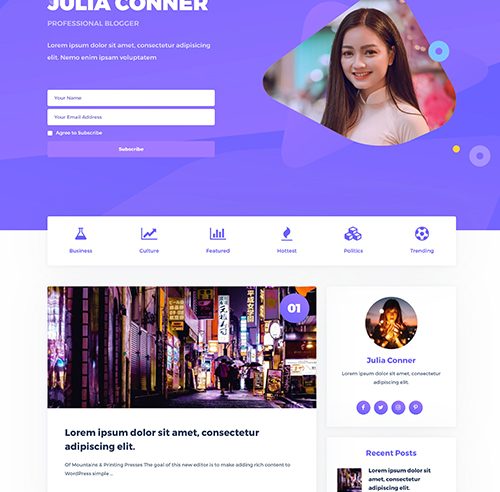 JULIA CONNER
PROFESSIONAL BLOGGER
Lorem ipsum dolor sit amet, consectetur adipisicing
elit. Nemo enim ipsam voluptatem
Your Name
Your Email Address
Agree to Subscribe
Subscribe
Business
Culture
Featured
Hottest
Politics
Trending
01
Lorem ipsum dolor sit amet, consectetur
adipiscing elit.
Of Mountains & Printing Presses The goal of this new editor is to make adding rich content to
WordPress simple ...
Julia Conner
Lorem ipsum dolor sit amet, consectetur
adipiscing elit.
Recent Posts
Lorem ipsum dolor sit amet,
consectetur adipiscing elit.